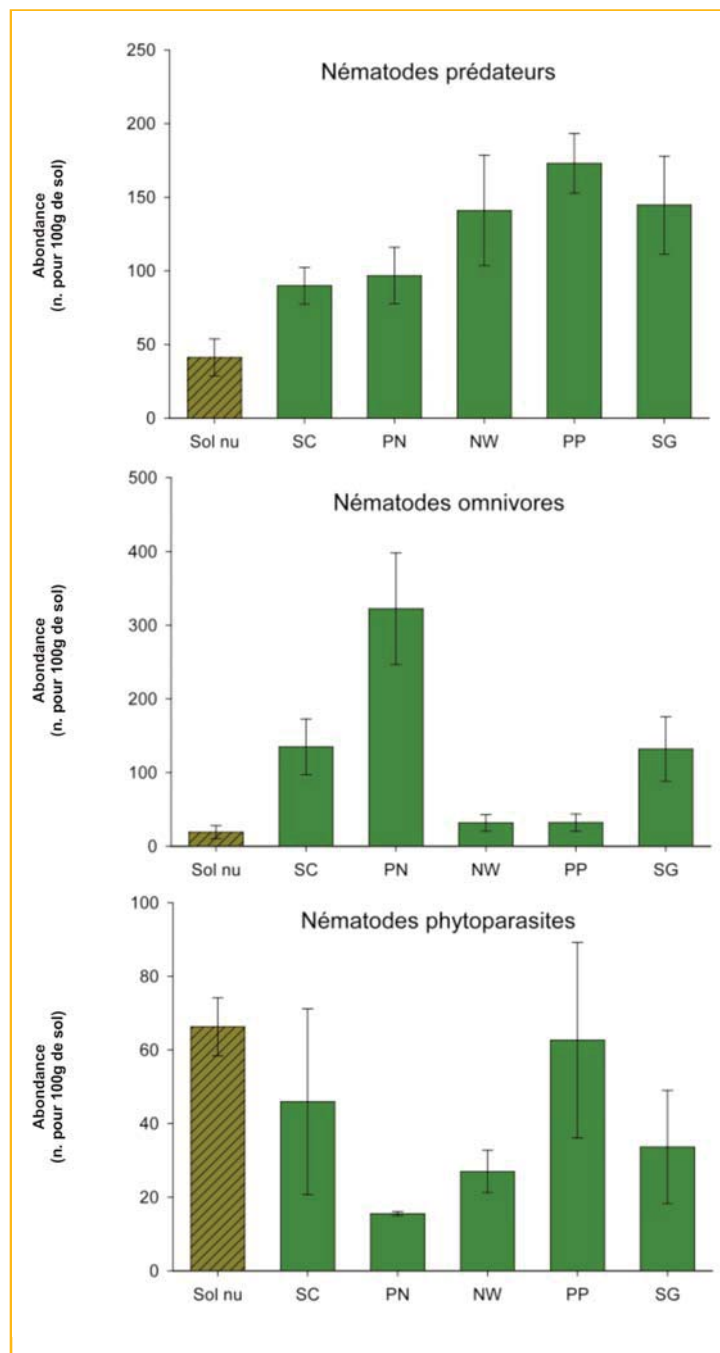 Nématodes prédateurs
Abondance
(n. pour 100g de sol)
250
200
150
100
50
0
Sol nu SC PN NW PP SG
Nématodes omnivores
Abondance
(n. pour 100g de sol)
500
400
300
200
100
0
Sol nu SC PN NW PP SG
Nématodes phytoparasites
Abondance
(n. pour 100g de sol)
100
80
60
40
20
0
Sol nu SC PN NW PP SG